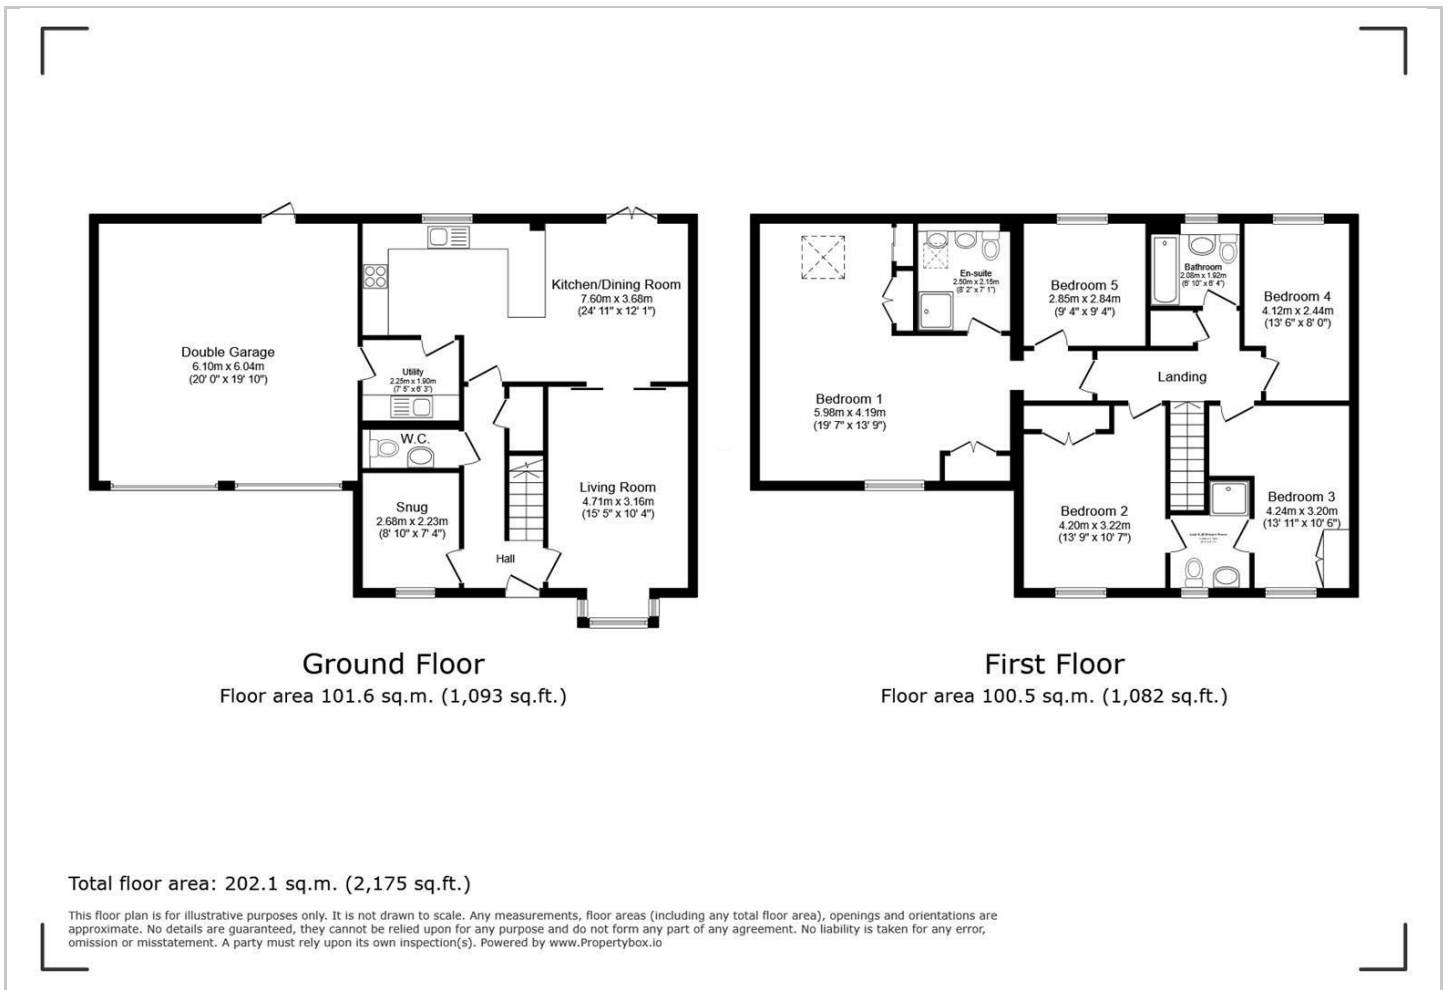 Double Garage
6.10m x 6.04m
(20' 0" x 19' 10")
Kitchen/Dining Room
7.60m x 3.68m
(24' 11" x 12' 1")
Utility
2.25m x 1.90m
(7' 5" x 6' 3")
W.C.
Snug
2.68m x 2.23m
(8' 10" x 7' 4")
Hall
Living Room
4.71m x 3.16m
(15' 5" x 10' 4")
Ground Floor
Floor area 101.6 sq.m. (1,093 sq.ft.)
Bedroom 1
5.98m x 4.19m
(19' 7" x 13' 9")
En-suite
2.50m x 2.15m
(8' 2" x 7' 1")
Bedroom 5
2.85m x 2.84m
(9' 4" x 9' 4")
Bathroom
2.08m x 1.92m
(6' 10" x 6' 4")
Bedroom 4
4.12m x 2.44m
(13' 6" x 8' 0")
Landing
Bedroom 2
4.20m x 3.22m
(13' 9" x 10' 7")
Bedroom 3
4.24m x 3.20m
(13' 11" x 10' 6")
First Floor
Floor area 100.5 sq.m. (1,082 sq.ft.)
Total floor area: 202.1 sq.m. (2,175 sq.ft.)
This floor plan is for illustrative purposes only. It is not drawn to scale. Any measurements, floor areas (including any total floor area), openings and orientations are
approximate. No details are guaranteed, they cannot be relied upon for any purpose and do not form any part of any agreement. No liability is taken for any error,
omission or misstatement. A party must rely upon its own inspection(s). Powered by www.Propertybox.io